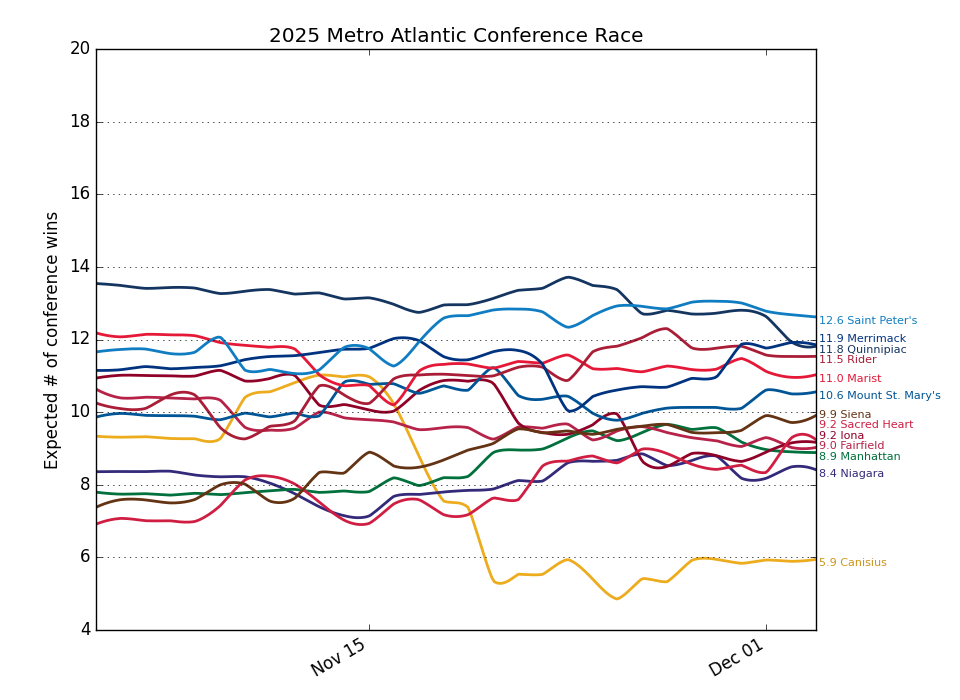 2025 Metro Atlantic Conference Race
Expected # of conference wins
20
18
16
14
12
10
8
6
4
Nov 15
Dec 01
12.6 Saint Peter's
11.9 Merrimack
11.8 Quinnipiac
11.5 Rider
11.0 Marist
10.6 Mount St. Mary's
9.9 Siena
9.2 Sacred Heart
9.2 Iona
9.0 Fairfield
8.9 Manhattan
8.4 Niagara
5.9 Canisius